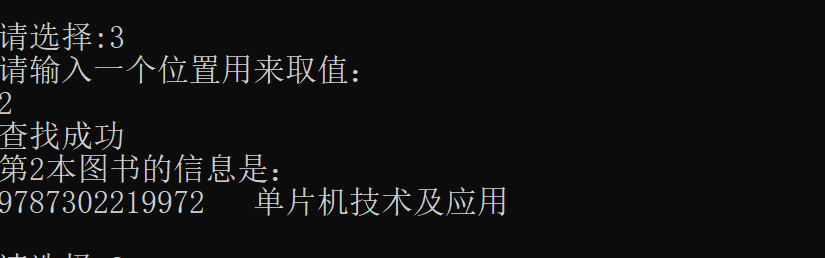 请选择:3
请输入一个位置用来取值：
2
查找成功
第2本图书的信息是：
9787302219972   单片机技术及应用